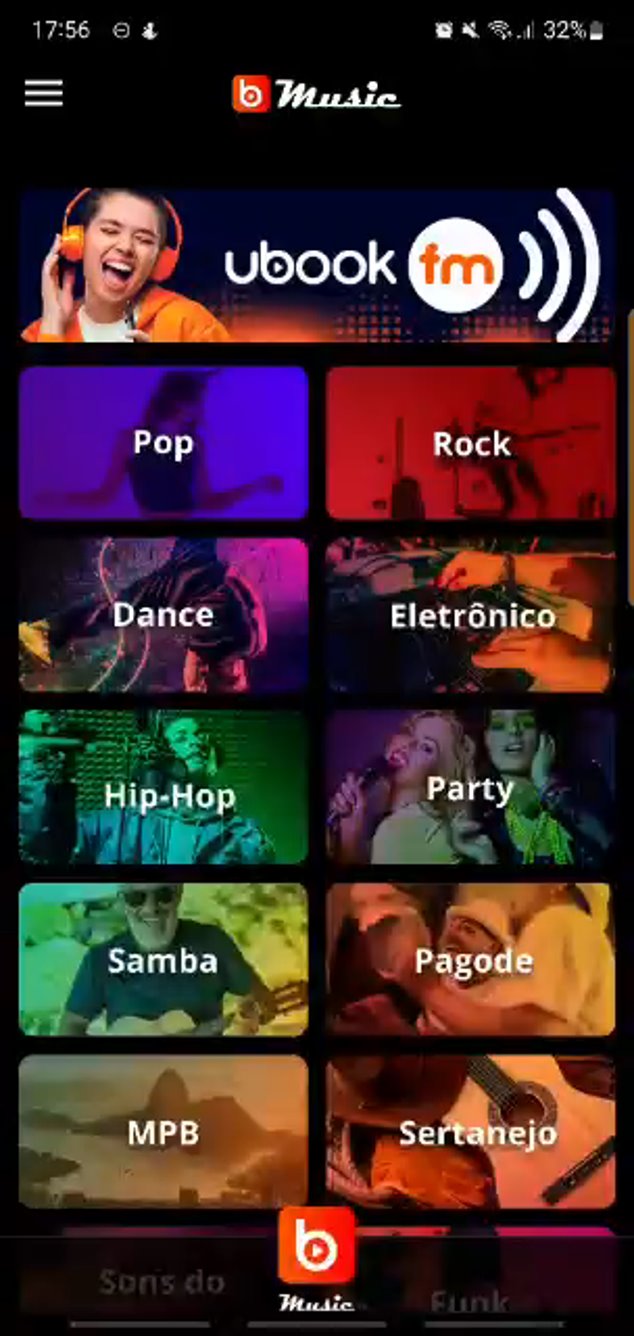 17:56 32%
b Music
ubook fm
Pop Rock
Dance Eletrônico
Hip-Hop Party
Samba Pagode
MPB Sertanejo
Sons do Funk
b
Music